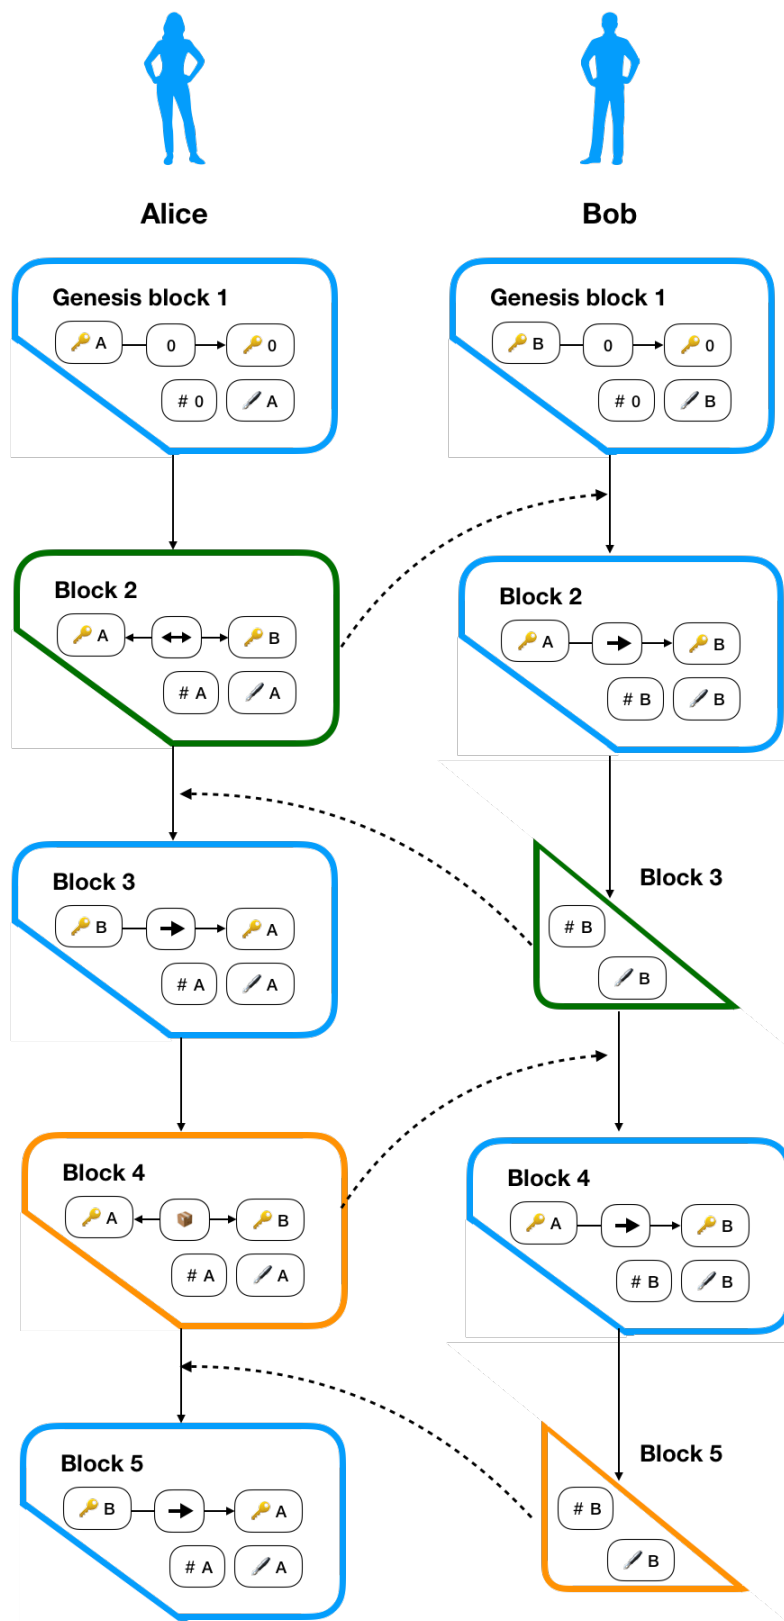 Alice
Bob
Genesis block 1
🔑 A 0 🔑 0
# 0 🖋 A
Genesis block 1
🔑 B 0 🔑 0
# 0 🖋 B
Block 2
🔑 A ↔ 🔑 B
# A 🖋 A
Block 2
🔑 A → 🔑 B
# B 🖋 B
Block 3
🔑 B → 🔑 A
# A 🖋 A
Block 3
# B
🖋 B
Block 4
🔑 A 📦 🔑 B
# A 🖋 A
Block 4
🔑 A → 🔑 B
# B 🖋 B
Block 5
🔑 B → 🔑 A
# A 🖋 A
Block 5
# B
🖋 B